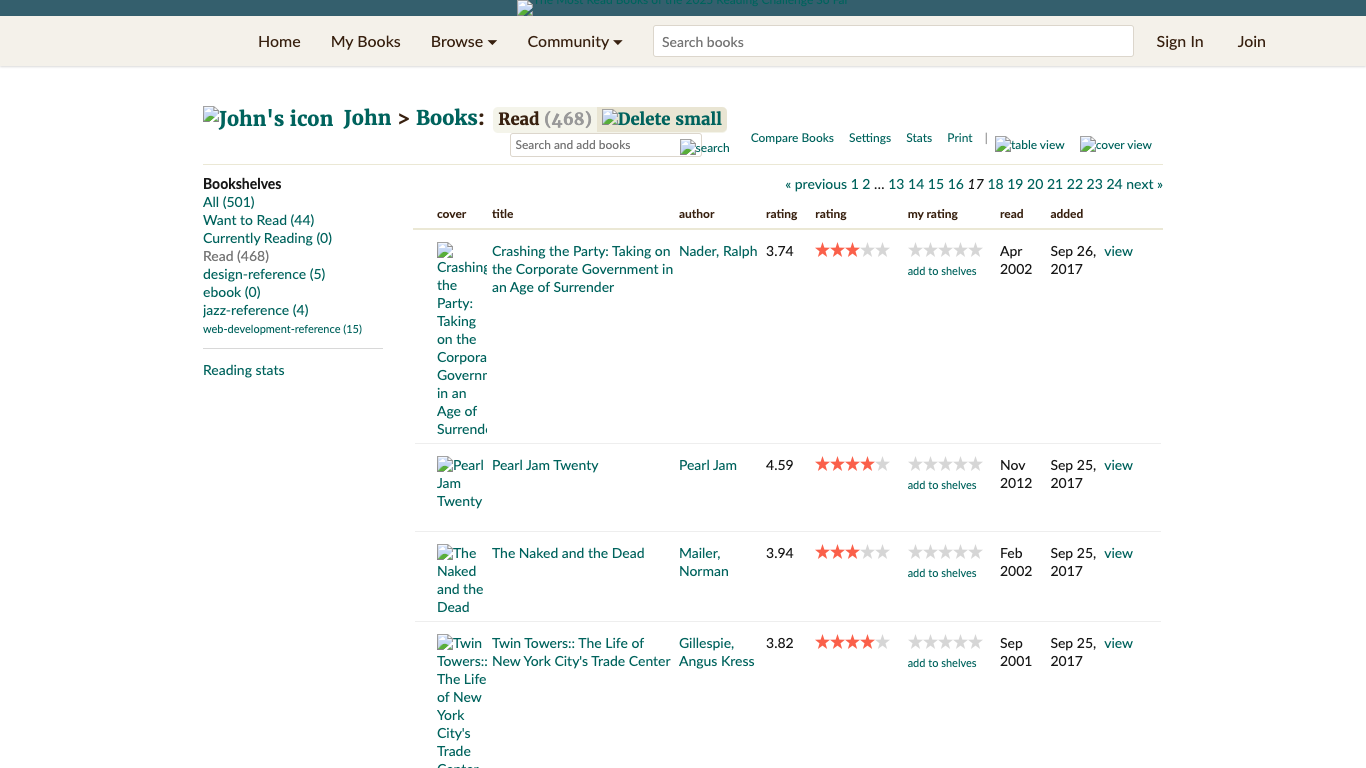 The Most Read Books of the 2025 Reading Challenge So Far
Home My Books Browse Community Search books Sign In Join
John's icon John > Books: Read (468) Delete small
Search and add books search Compare Books Settings Stats Print | table view cover view
Bookshelves
All (501)
Want to Read (44)
Currently Reading (0)
Read (468)
design-reference (5)
ebook (0)
jazz-reference (4)
web-development-reference (15)
Reading stats
« previous 1 2 … 13 14 15 16 17 18 19 20 21 22 23 24 next »
cover title author rating rating my rating read added
Crashing the Party: Taking on the Corpora Governr in an Age of Surrende
Crashing the Party: Taking on
the Corporate Government in
an Age of Surrender
Nader, Ralph 3.74
add to shelves
Apr
2002
Sep 26,
2017
view
Pearl
Jam
Twenty
Pearl Jam Twenty Pearl Jam 4.59
add to shelves
Nov
2012
Sep 25,
2017
view
The
Naked
and the
Dead
The Naked and the Dead
Mailer,
Norman
3.94
add to shelves
Feb
2002
Sep 25,
2017
view
Twin
Towers::
The Life
of New
York
City's
Trade
Center
Twin Towers:: The Life of
New York City's Trade Center
Gillespie,
Angus Kress
3.82
add to shelves
Sep
2001
Sep 25,
2017
view